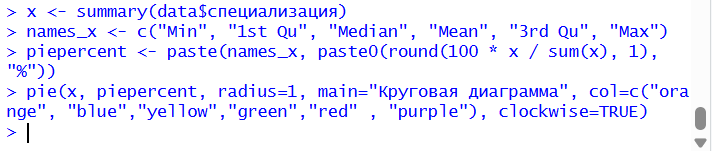 > x <- summary(data$специализация)
> names_x <- c("Min", "1st Qu", "Median", "Mean", "3rd Qu", "Max")
> piepercent <- paste(names_x, paste0(round(100 * x / sum(x), 1),
"%"))
> pie(x, piepercent, radius=1, main="Круговая диаграмма", col=c("ora
nge", "blue","yellow","green","red" , "purple"), clockwise=TRUE)
>